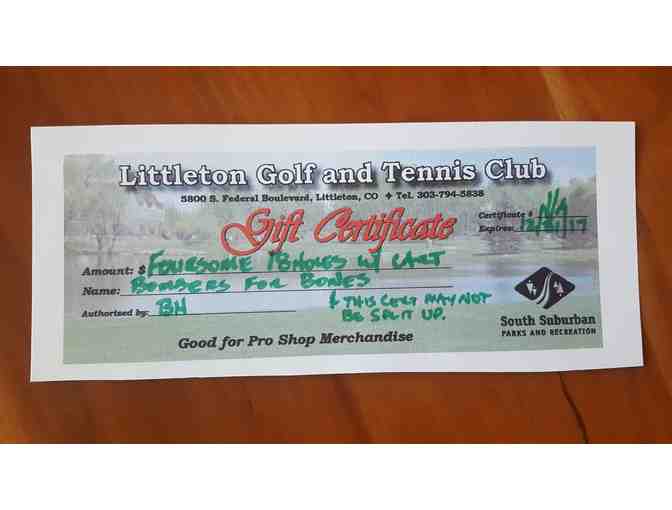 Littleton Golf and Tennis Club
5800 S. Federal Boulevard, Littleton, CO ✦ Tel. 303-794-5838
Gift Certificate
Certificate # N/A
Expires: 12/31/17
Amount: $ FOURSOME 18 HOLES W/ CART
Name: BOMBERS FOR BONES
Authorized by: BH
* THIS CERT MAY NOT
BE SPLIT UP.
Good for Pro Shop Merchandise
South Suburban
PARKS AND RECREATION